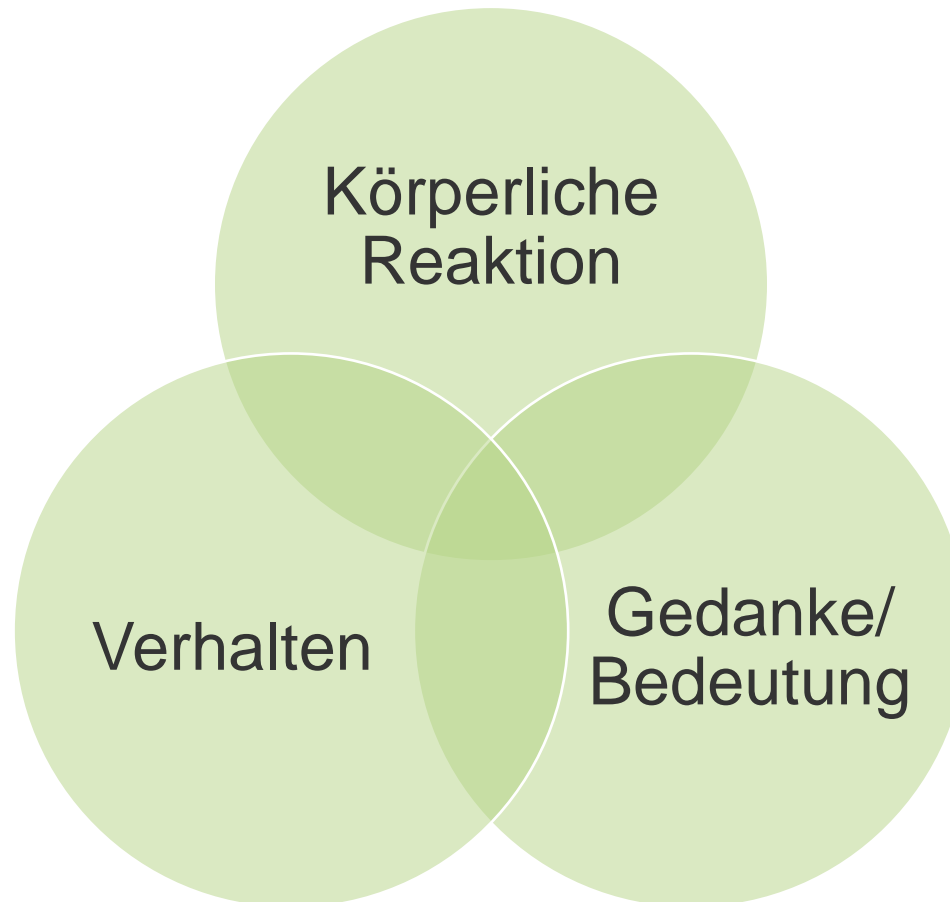 Körperliche
Reaktion
Verhalten
Gedanke/
Bedeutung